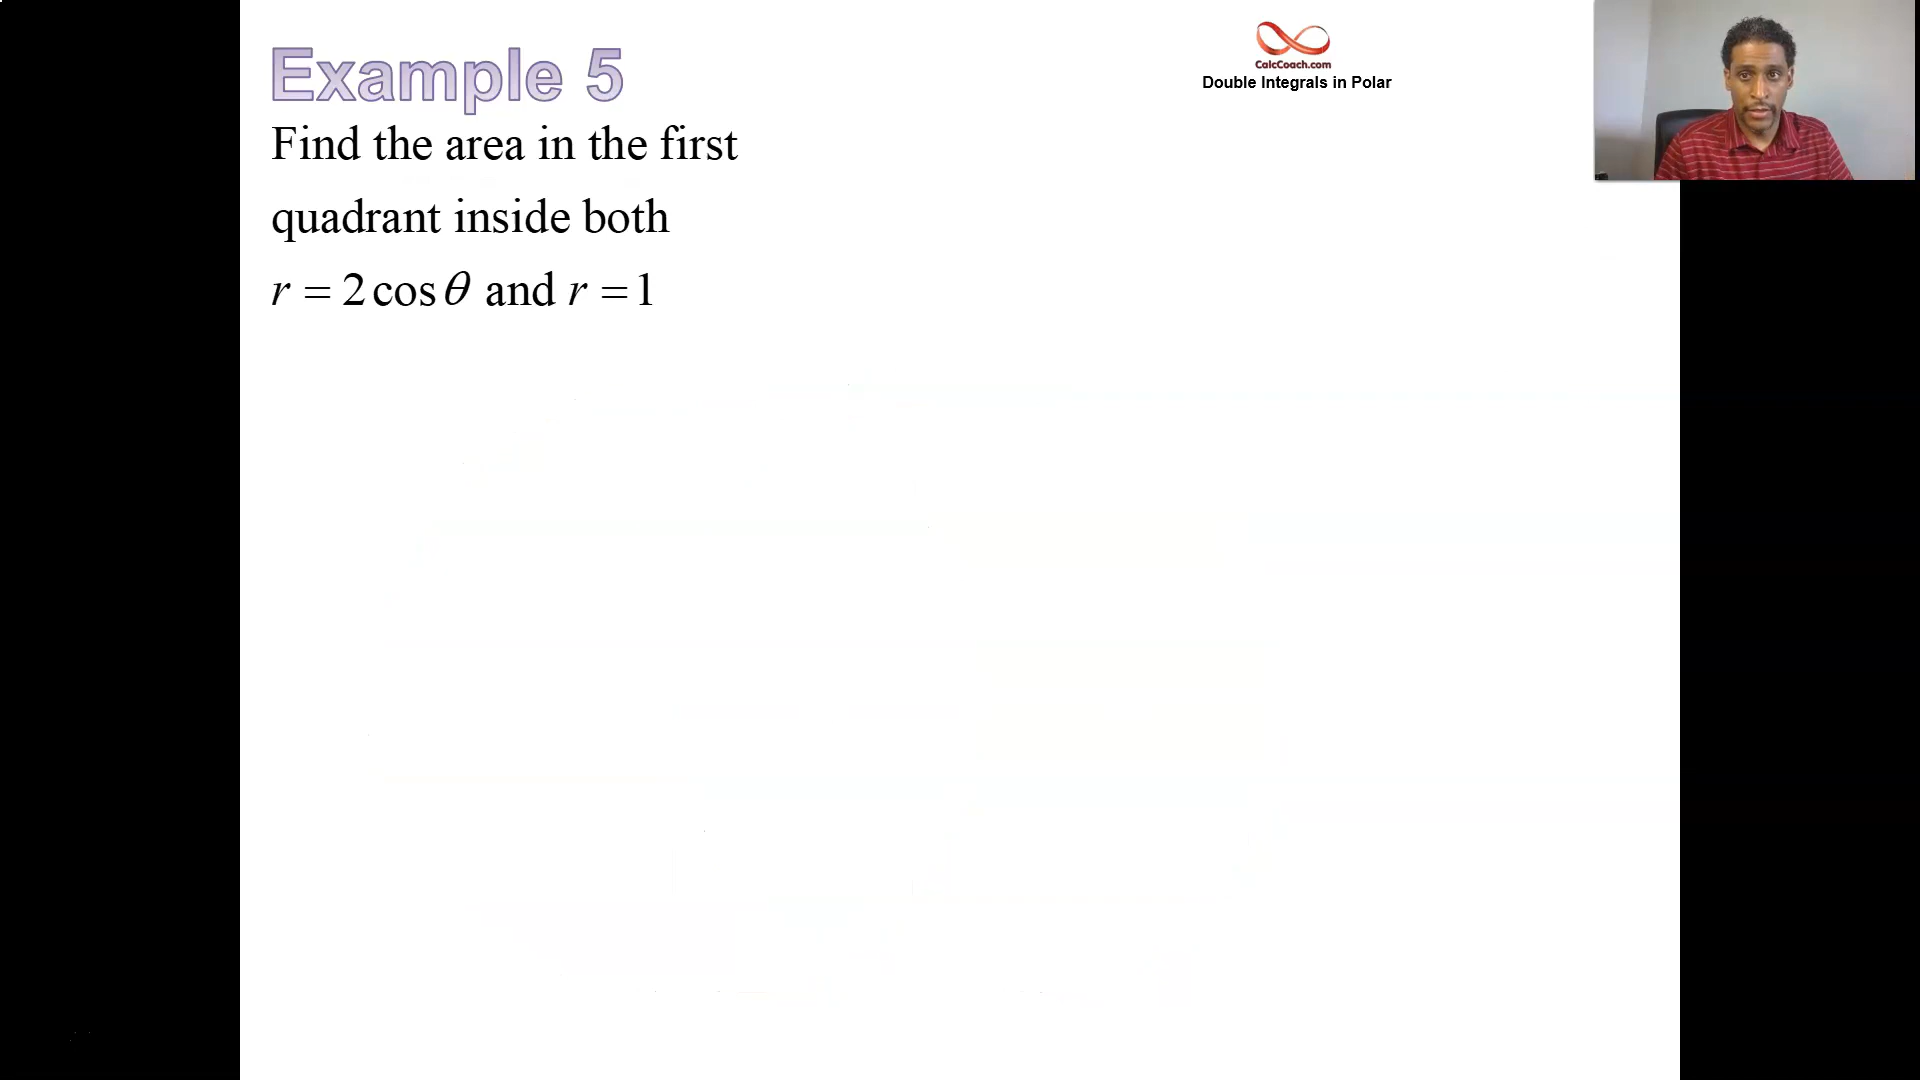 Example 5
CalcCoach.com
Double Integrals in Polar
Find the area in the first
quadrant inside both
r = 2 cos θ and r = 1